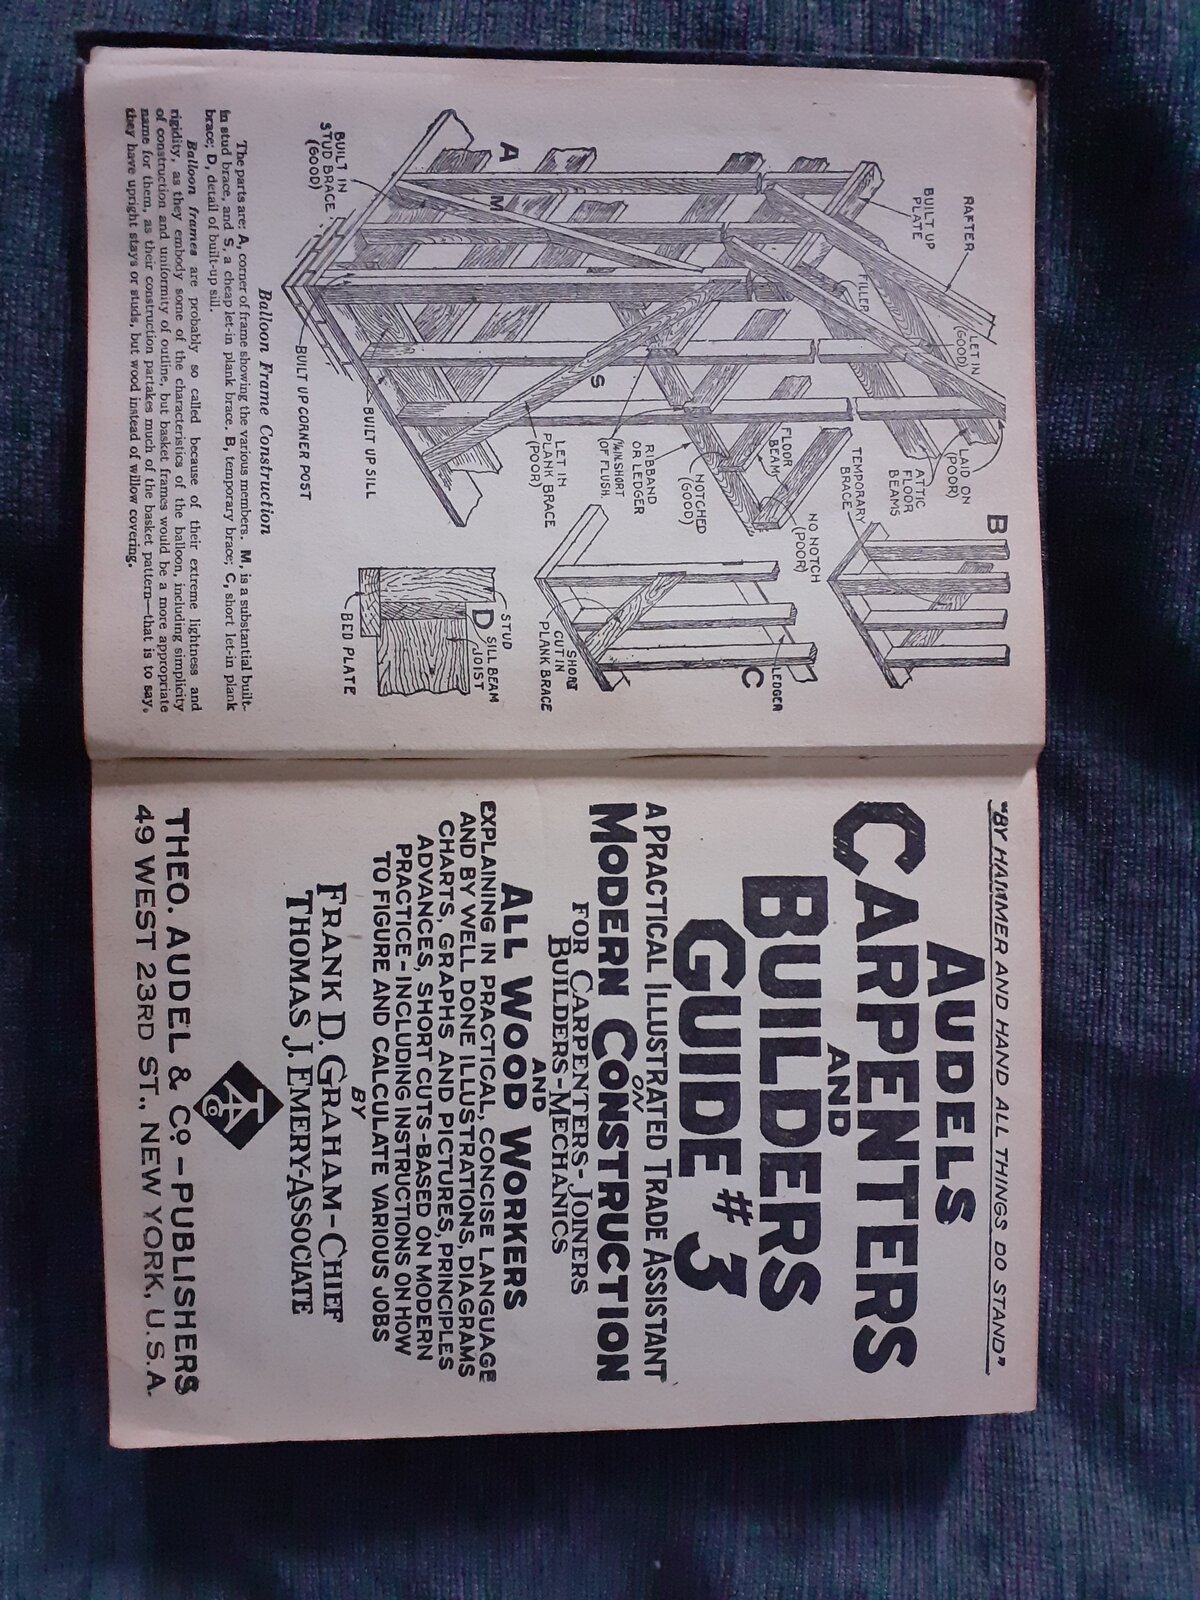 RAFTER
BUILT UP
PLATE
FILLER
LET IN
(GOOD)
LAID ON
(POOR)
ATTIC
FLOOR
BEAMS
TEMPORARY
BRACE
B
A
M
S
FLOOR
BEAM
NO NOTCH
(POOR)
NOTCHED
(GOOD)
RIBBAND
OR LEDGER
IN. SHORT
OF FLUSH
LET IN
PLANK BRACE
(POOR)
LEDGER
C
SHORT
CUT IN
PLANK BRACE
BUILT IN
STUD BRACE
(GOOD)
BUILT UP SILL
BUILT UP CORNER POST
STUD
SILL BEAM
JOIST
D
BED PLATE
Balloon Frame Construction
The parts are: A, corner of frame showing the various members. M, is a substantial built-
in stud brace, and S, a cheap let-in plank brace. B, temporary brace; C, short let-in plank
brace; D, detail of built-up sill.
Balloon frames are probably so called because of their extreme lightness and
rigidity, as they embody some of the characteristics of the balloon, including simplicity
of construction and uniformity of outline, but basket frames would be a more appropriate
name for them, as their construction partakes much of the basket pattern—that is to say,
they have upright stays or studs, but wood instead of willow covering.
"BY HAMMER AND HAND ALL THINGS DO STAND"
AUDELS
CARPENTERS
AND
BUILDERS
GUIDE #3
A PRACTICAL ILLUSTRATED TRADE ASSISTANT
ON
MODERN CONSTRUCTION
FOR CARPENTERS-JOINERS
BUILDERS-MECHANICS
AND
ALL WOOD WORKERS
EXPLAINING IN PRACTICAL, CONCISE LANGUAGE
AND BY WELL DONE ILLUSTRATIONS, DIAGRAMS
CHARTS, GRAPHS AND PICTURES, PRINCIPLES
ADVANCES, SHORT CUTS-BASED ON MODERN
PRACTICE-INCLUDING INSTRUCTIONS ON HOW
TO FIGURE AND CALCULATE VARIOUS JOBS
BY
FRANK D. GRAHAM-CHIEF
THOMAS J. EMERY-ASSOCIATE
TA Co
THEO. AUDEL & CO.-PUBLISHERS
49 WEST 23RD ST., NEW YORK, U.S.A.